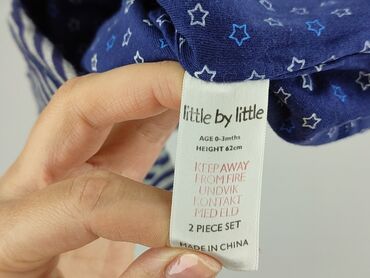 little by little
AGE 0-3mths
HEIGHT 62cm
KEEP AWAY
FROM FIRE
UNDVIK
KONTAKT
MED ELD
2 PIECE SET
MADE IN CHINA